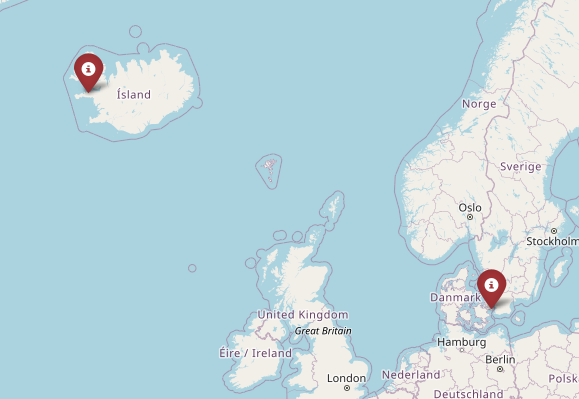 Ísland
Norge
Sverige
Oslo
Stockholm
Danmark
United Kingdom
Great Britain
Hamburg
Éire / Ireland
Berlin
Nederland
Polsk
London
Deutschland